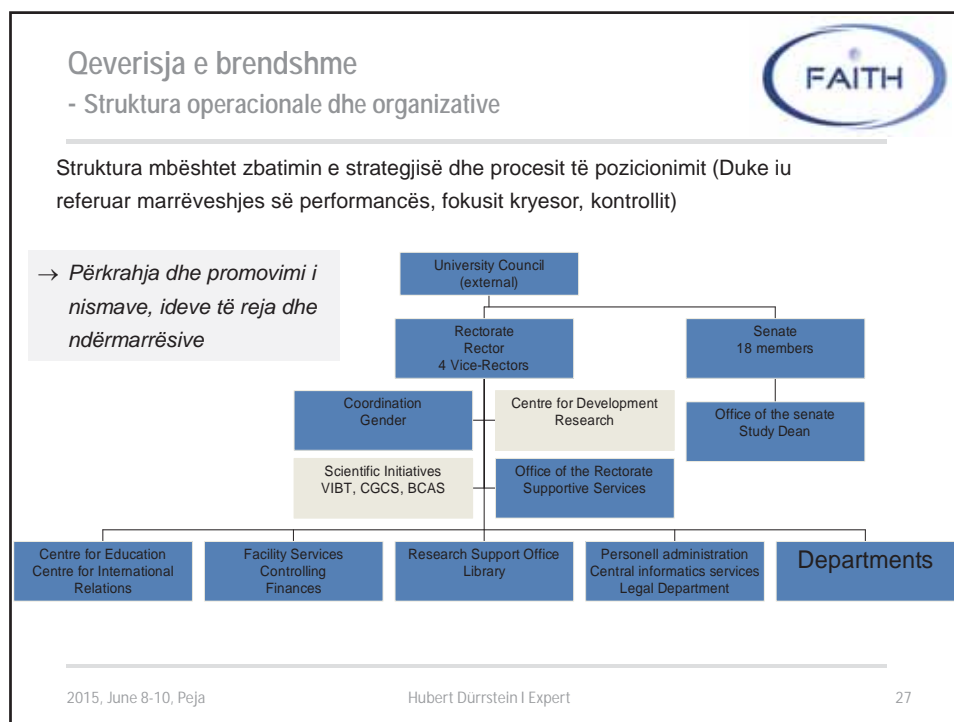 Qeverisja e brendshme
- Struktura operacionale dhe organizative
FAITH
Struktura mbështet zbatimin e strategjisë dhe procesit të pozicionimit (Duke iu
referuar marrëveshjes së performancës, fokusit kryesor, kontrollit)
→ Përkrahja dhe promovimi i
nismave, ideve të reja dhe
ndërmarrësive
University Council
(external)
Rectorate
Rector
4 Vice-Rectors
Senate
18 members
Coordination
Gender
Centre for Development
Research
Office of the senate
Study Dean
Scientific Initiatives
VIBT, CGCS, BCAS
Office of the Rectorate
Supportive Services
Centre for Education
Centre for International
Relations
Facility Services
Controlling
Finances
Research Support Office
Library
Personell administration
Central informatics services
Legal Department
Departments
2015, June 8-10, Peja
Hubert Dürrstein I Expert
27